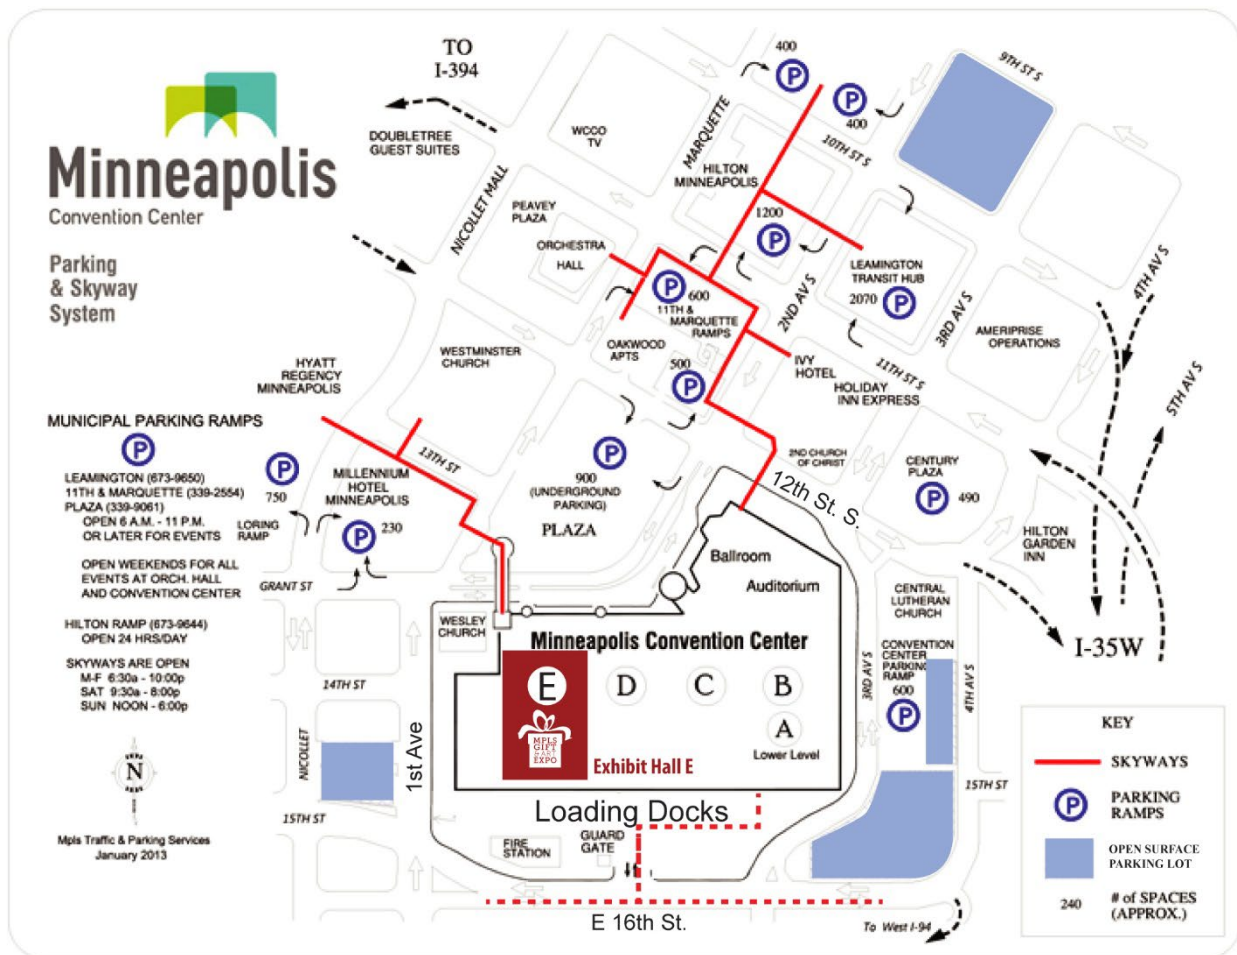 Minneapolis
Convention Center
Parking
& Skyway
System
TO
I-394
DOUBLETREE
GUEST SUITES
WCCO
TV
MARQUETTE
400
400
9TH ST S
10TH ST S
HILTON
MINNEAPOLIS
NICOLLET MALL
PEAVEY
PLAZA
ORCHESTRA
HALL
1200
P
P
P
LEAMINGTON
TRANSIT HUB
2070
P
2ND AV S
3RD AV S
4TH AV S
5TH AV S
P
600
11TH &
MARQUETTE
RAMPS
OAKWOOD
APTS
500
P
IVY
HOTEL
11TH ST S
AMERIPRISE
OPERATIONS
HOLIDAY
INN EXPRESS
WESTMINSTER
CHURCH
HYATT
REGENCY
MINNEAPOLIS
13TH ST
2ND CHURCH
OF CHRIST
12th St. S.
CENTURY
PLAZA
P
490
HILTON
GARDEN
INN
P
900
(UNDERGROUND
PARKING)
PLAZA
MUNICIPAL PARKING RAMPS
P
LEAMINGTON (673-9650)
11TH & MARQUETTE (339-2554)
PLAZA (339-9061)
OPEN 6 A.M. - 11 P.M.
OR LATER FOR EVENTS
OPEN WEEKENDS FOR ALL
EVENTS AT ORCH. HALL
AND CONVENTION CENTER
HILTON RAMP (673-9644)
OPEN 24 HRS/DAY
SKYWAYS ARE OPEN
M-F 6:30a - 10:00p
SAT 9:30a - 8:00p
SUN NOON - 6:00p
P
750
LORING
RAMP
MILLENNIUM
HOTEL
MINNEAPOLIS
P
230
GRANT ST
Ballroom
Auditorium
WESLEY
CHURCH
Minneapolis Convention Center
E
D
C
B
A
Lower Level
MPLS
GIFT
& ART
EXPO
Exhibit Hall E
CENTRAL
LUTHERAN
CHURCH
CONVENTION
CENTER
PARKING
RAMP
600
P
3RD AV S
4TH AV S
I-35W
14TH ST
NICOLLET
1st Ave
15TH ST
15TH ST
Loading Docks
FIRE
STATION
GUARD
GATE
E 16th St.
To West I-94
N
Mpls Traffic & Parking Services
January 2013
KEY
SKYWAYS
P
PARKING
RAMPS
OPEN SURFACE
PARKING LOT
240
# of SPACES
(APPROX.)